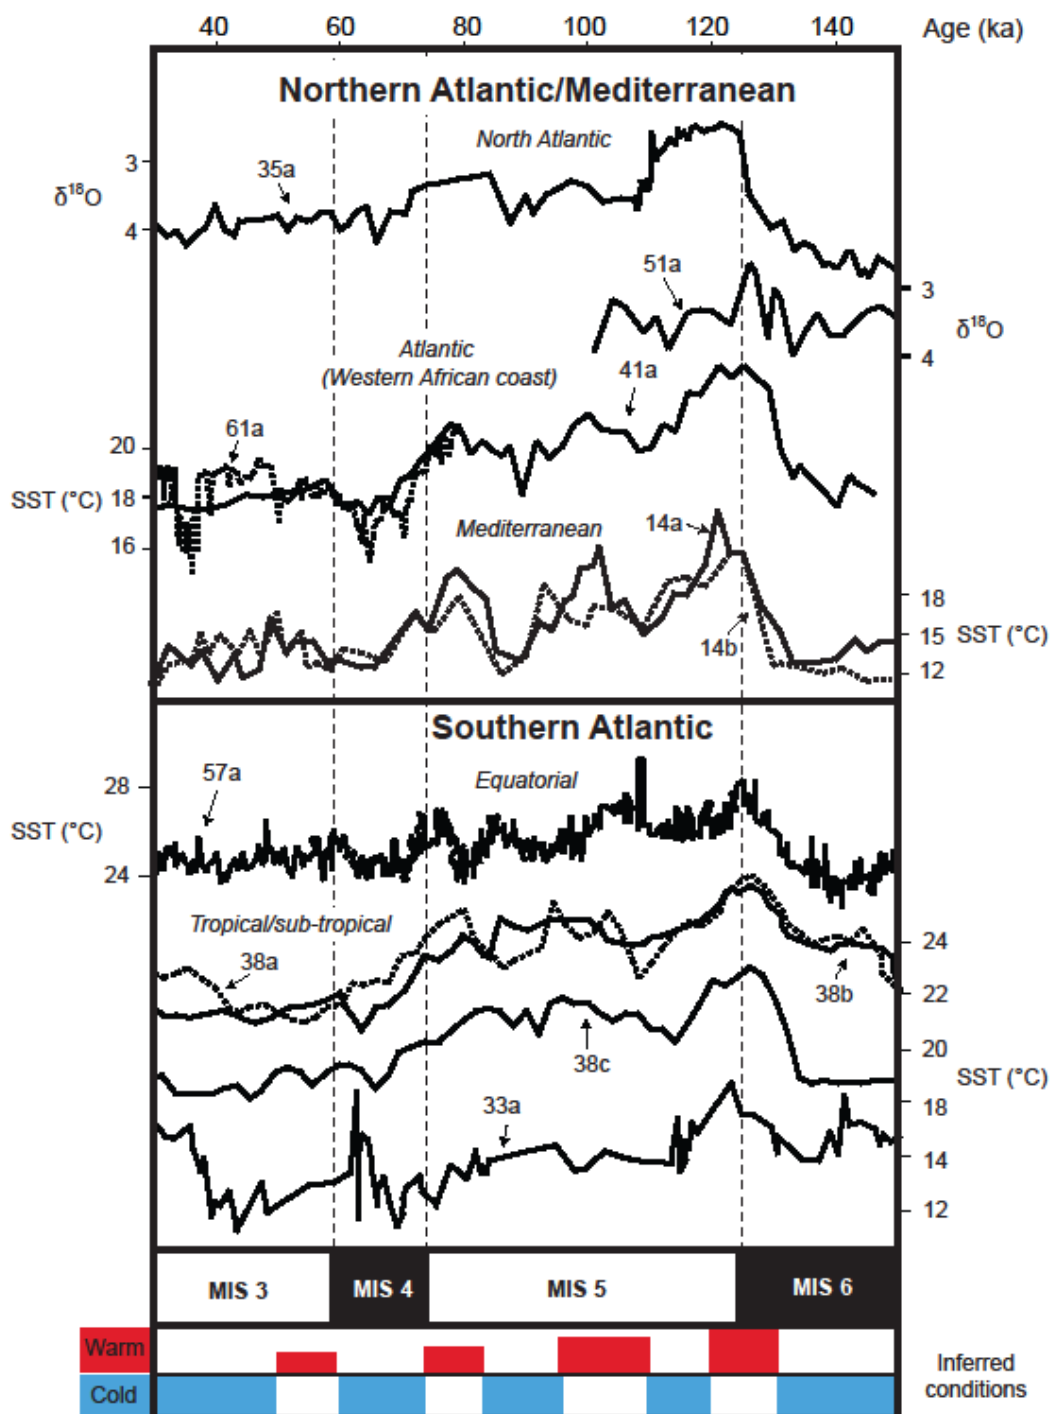 40 60 80 100 120 140 Age (ka)
Northern Atlantic/Mediterranean
North Atlantic
3
35a
δ18O
4
51a
3
δ18O
Atlantic
(Western African coast)
4
41a
61a
20
SST (°C) 18
16
Mediterranean
14a
18
15 SST (°C)
14b
12
Southern Atlantic
57a
Equatorial
28
SST (°C)
24
Tropical/sub-tropical
38a
24
38b
22
38c
20
SST (°C)
33a
18
14
12
MIS 3 MIS 4 MIS 5 MIS 6
Warm
Cold
Inferred
conditions